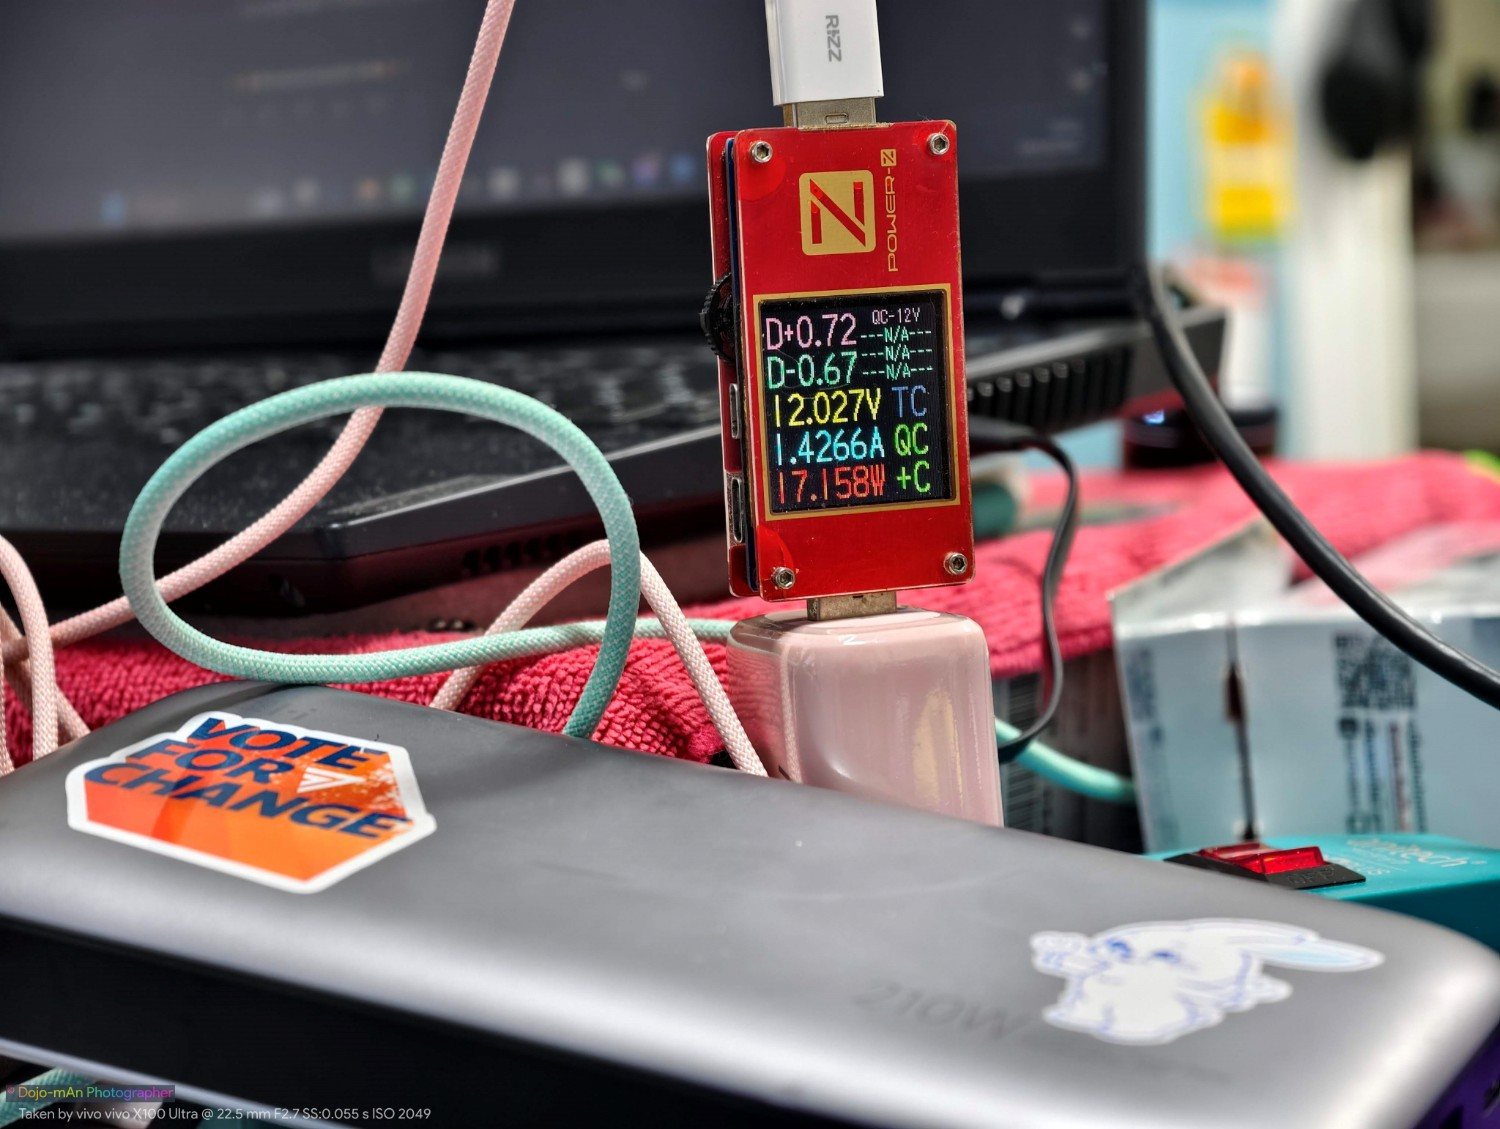 RIZZ
POWER-Z
D+0.72 QC-12V
---N/A---
D-0.67 ---N/A---
---N/A---
12.027V TC
1.4266A QC
17.158W +C
VOTE
FOR
CHANGE
210W
© Dojo-mAn Photographer
Taken by vivo vivo X100 Ultra @ 22.5 mm F2.7 SS:0.055 s ISO 2049